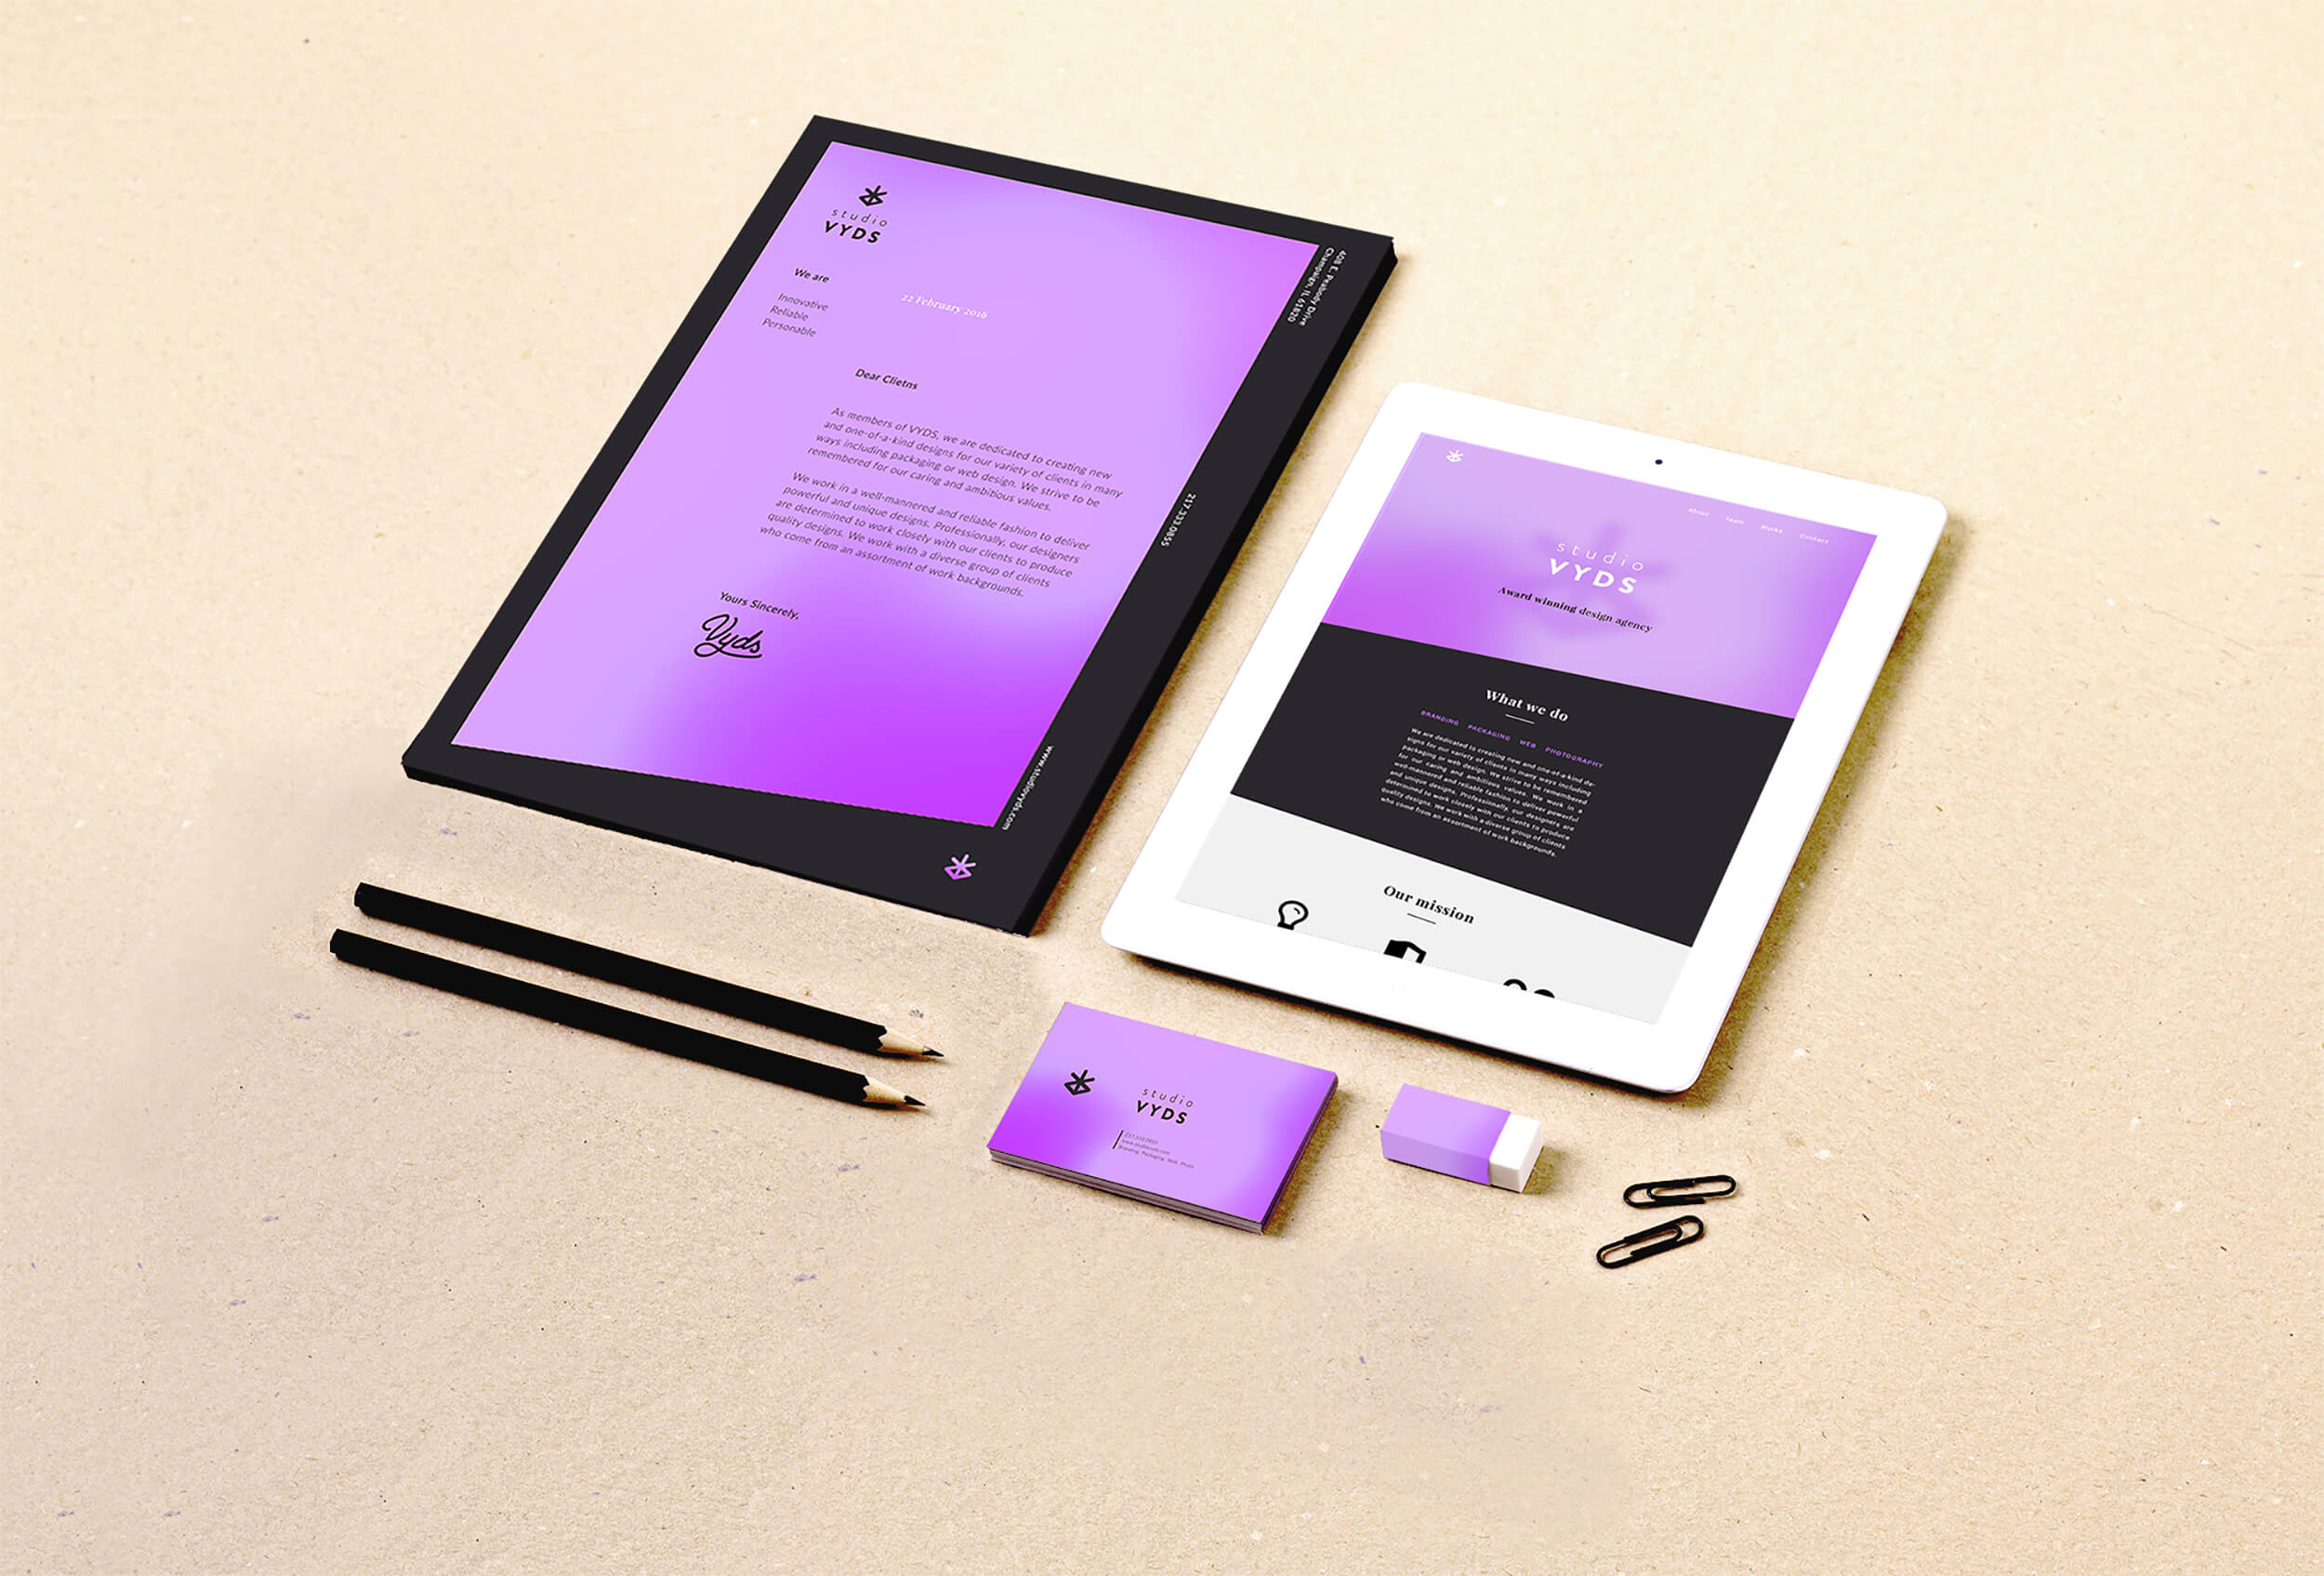 studio
VYDS
We are
Innovative
Reliable
Personable
22 February 2016
Dear Clietns
As members of VYDS, we are dedicated to creating new
and one-of-a-kind designs for our variety of clients in many
ways including packaging or web design. We strive to be
remembered for our caring and ambitious values.
We work in a well-mannered and reliable fashion to deliver
powerful and unique designs. Professionally, our designers
are determined to work closely with our clients to produce
quality designs. We work with a diverse group of clients
who come from an assortment of work backgrounds.
Yours Sincerely,
Vyds
408 E. Peabody Drive
Champaign, IL 61820
217.333.0855
www.studiovyds.com
About Team Works Contact
studio
VYDS
Award winning design agency
What we do
BRANDING PACKAGING WEB PHOTOGRAPHY
We are dedicated to creating new and one-of-a-kind de-
signs for our variety of clients in many ways including
packaging or web design. We strive to be remembered
for our caring and ambitious values. We work in a
well-mannered and reliable fashion to deliver powerful
and unique designs. Professionally, our designers are
determined to work closely with our clients to produce
quality designs. We work with a diverse group of clients
who come from an assortment of work backgrounds.
Our mission
studio
VYDS
www.studiovyds.com
Branding, Packaging, Web, Photo